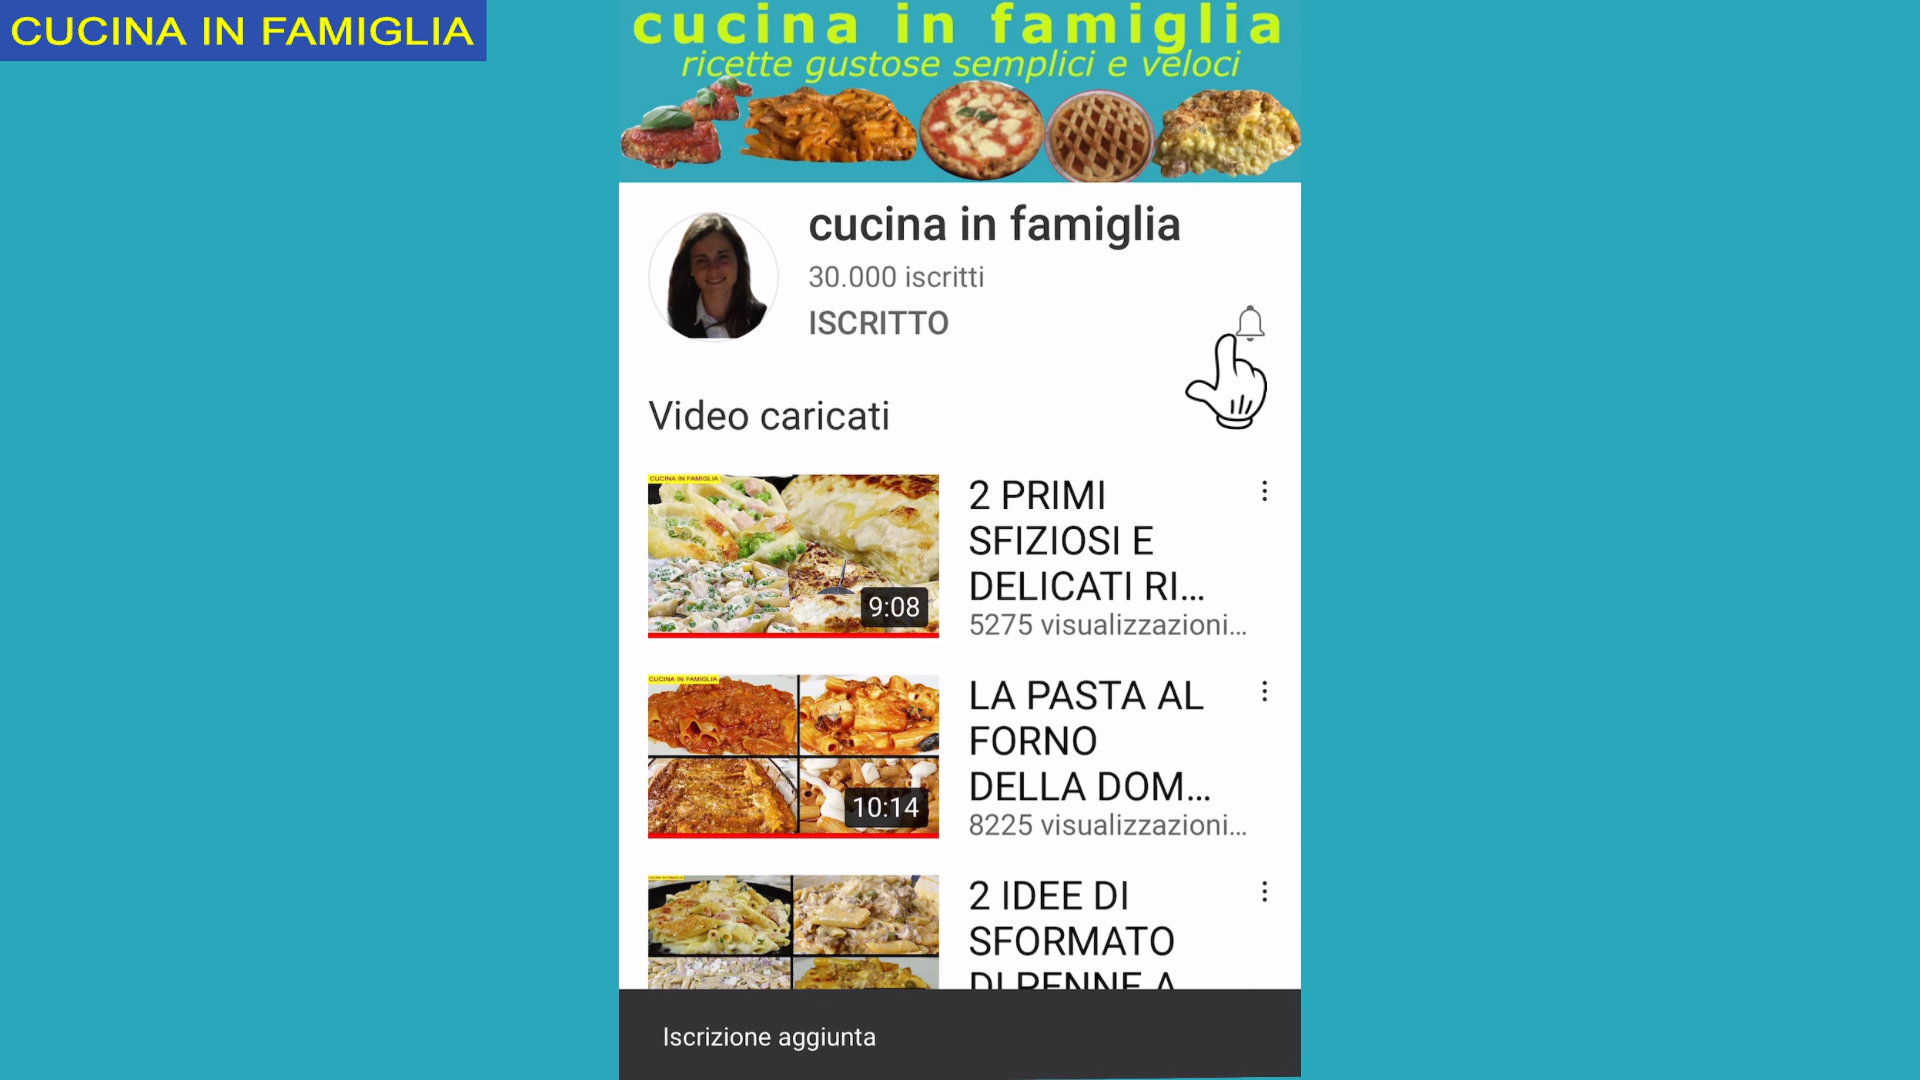 CUCINA IN FAMIGLIA
cucina in famiglia
ricette gustose semplici e veloci
cucina in famiglia
30.000 iscritti
ISCRITTO
Video caricati
CUCINA IN FAMIGLIA
9:08
2 PRIMI
SFIZIOSI E
DELICATI RI...
5275 visualizzazioni...
CUCINA IN FAMIGLIA
10:14
LA PASTA AL
FORNO
DELLA DOM...
8225 visualizzazioni...
2 IDEE DI
SFORMATO
DI PENNE A
Iscrizione aggiunta